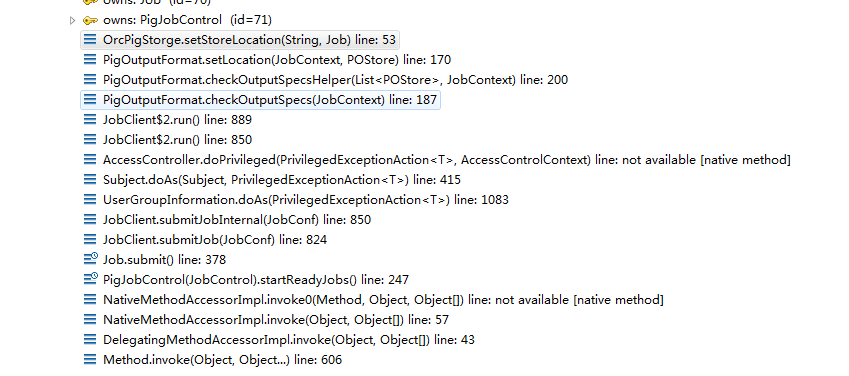 owns: Job (id=70)
owns: PigJobControl (id=71)
OrcPigStorge.setStoreLocation(String, Job) line: 53
PigOutputFormat.setLocation(JobContext, POStore) line: 170
PigOutputFormat.checkOutputSpecsHelper(List<POStore>, JobContext) line: 200
PigOutputFormat.checkOutputSpecs(JobContext) line: 187
JobClient$2.run() line: 889
JobClient$2.run() line: 850
AccessController.doPrivileged(PrivilegedExceptionAction<T>, AccessControlContext) line: not available [native method]
Subject.doAs(Subject, PrivilegedExceptionAction<T>) line: 415
UserGroupInformation.doAs(PrivilegedExceptionAction<T>) line: 1083
JobClient.submitJobInternal(JobConf) line: 850
JobClient.submitJob(JobConf) line: 824
Job.submit() line: 378
PigJobControl(JobControl).startReadyJobs() line: 247
NativeMethodAccessorImpl.invoke0(Method, Object, Object[]) line: not available [native method]
NativeMethodAccessorImpl.invoke(Object, Object[]) line: 57
DelegatingMethodAccessorImpl.invoke(Object, Object[]) line: 43
Method.invoke(Object, Object...) line: 606